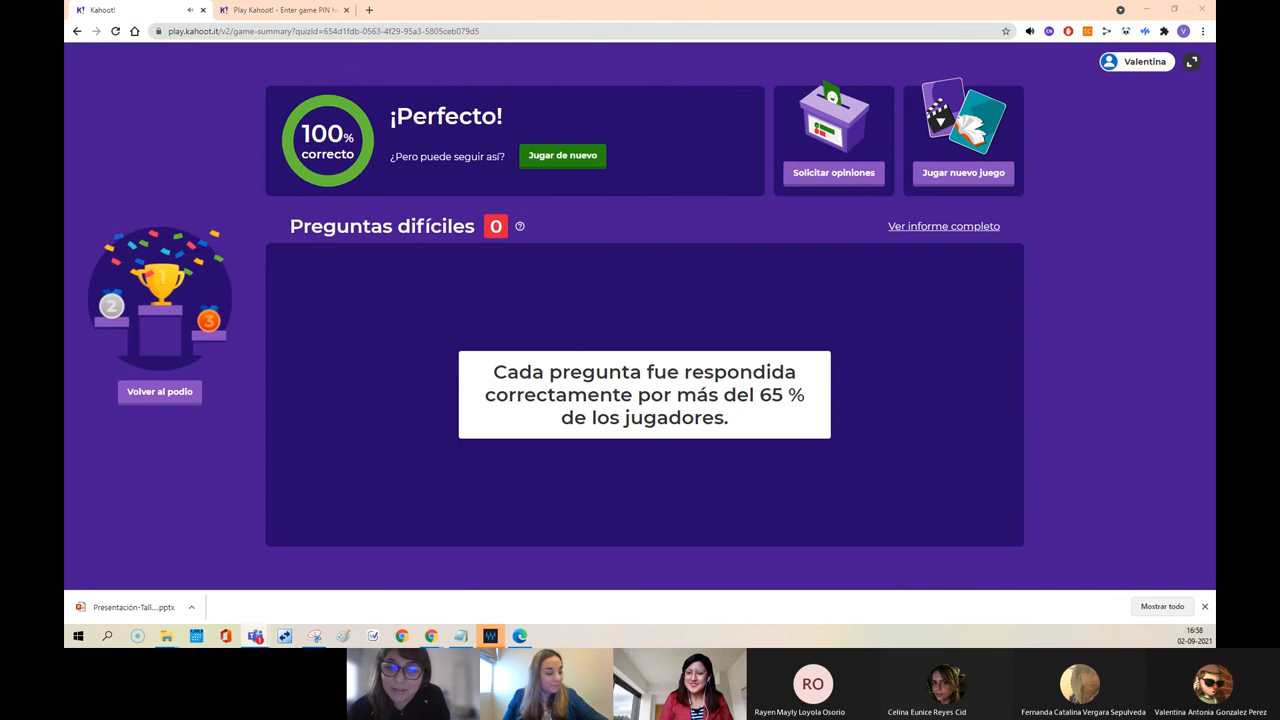 K! Kahoot!
K! Play Kahoot! - Enter game PIN h
play.kahoot.it/v2/game-summary?quizId=654d1fdb-0563-4f29-95a3-5805ceb079d5
V
Valentina
100%
correcto
¡Perfecto!
¿Pero puede seguir así?
Jugar de nuevo
Solicitar opiniones
Jugar nuevo juego
Preguntas difíciles 0
Ver informe completo
1
2
3
Volver al podio
Cada pregunta fue respondida
correctamente por más del 65 %
de los jugadores.
Presentación-Tall....pptx
Mostrar todo
16:58
02-09-2021
RO
Rayen Mayly Loyola Osorio
Celina Eunice Reyes Cid
Fernanda Catalina Vergara Sepulveda
Valentina Antonia Gonzalez Perez